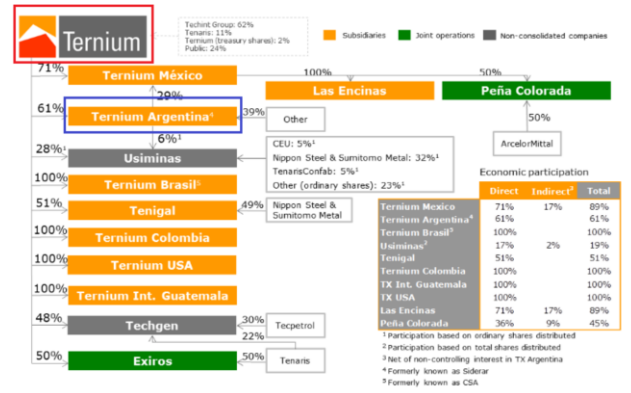 Ternium
Techint Group: 62%
Tenaris: 11%
Ternium (treasury shares): 2%
Public: 24%
Subsidiaries
Joint operations
Non-consolidated companies
71%
Ternium México
100%
50%
Las Encinas
Peña Colorada
29%
61%
Ternium Argentina⁴
39%
Other
50%
ArcelorMittal
6%¹
28%¹
Usiminas
CEU: 5%¹
Nippon Steel & Sumitomo Metal: 32%¹
TenarisConfab: 5%¹
Other (ordinary shares): 23%¹
100%
Ternium Brasil⁵
51%
Tenigal
49%
Nippon Steel &
Sumitomo Metal
100%
Ternium Colombia
100%
Ternium USA
100%
Ternium Int. Guatemala
48%
Techgen
30%
Tecpetrol
22%
50%
Exiros
50%
Tenaris
Economic participation
Direct Indirect² Total
Ternium Mexico 71% 17% 89%
Ternium Argentina⁴ 61% 61%
Ternium Brasil⁵ 100% 100%
Usiminas² 17% 2% 19%
Tenigal 51% 51%
Ternium Colombia 100% 100%
TX Int. Guatemala 100% 100%
TX USA 100% 100%
Las Encinas 71% 17% 89%
Peña Colorada 36% 9% 45%
¹ Participation based on ordinary shares distributed
² Participation based on total shares distributed
³ Net of non-controlling interest in TX Argentina
⁴ Formerly known as Siderar
⁵ Formerly known as CSA